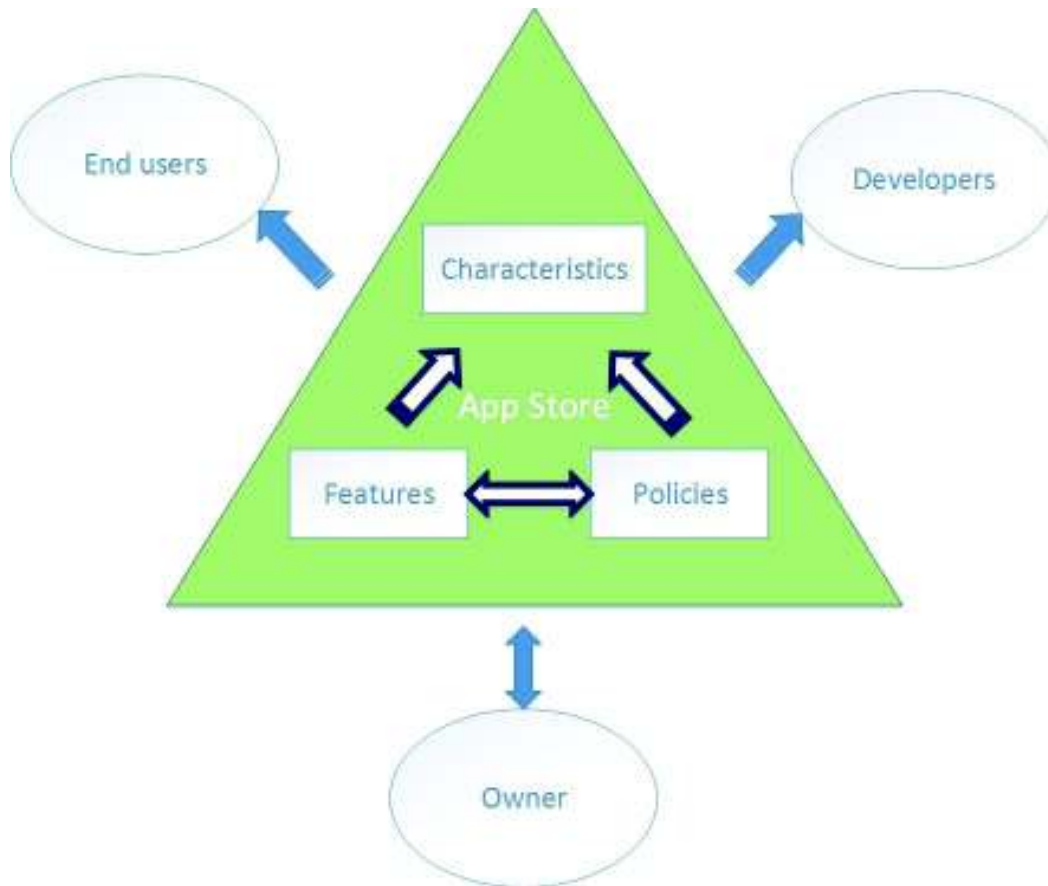 End users
Developers
Characteristics
App Store
Features
Policies
Owner